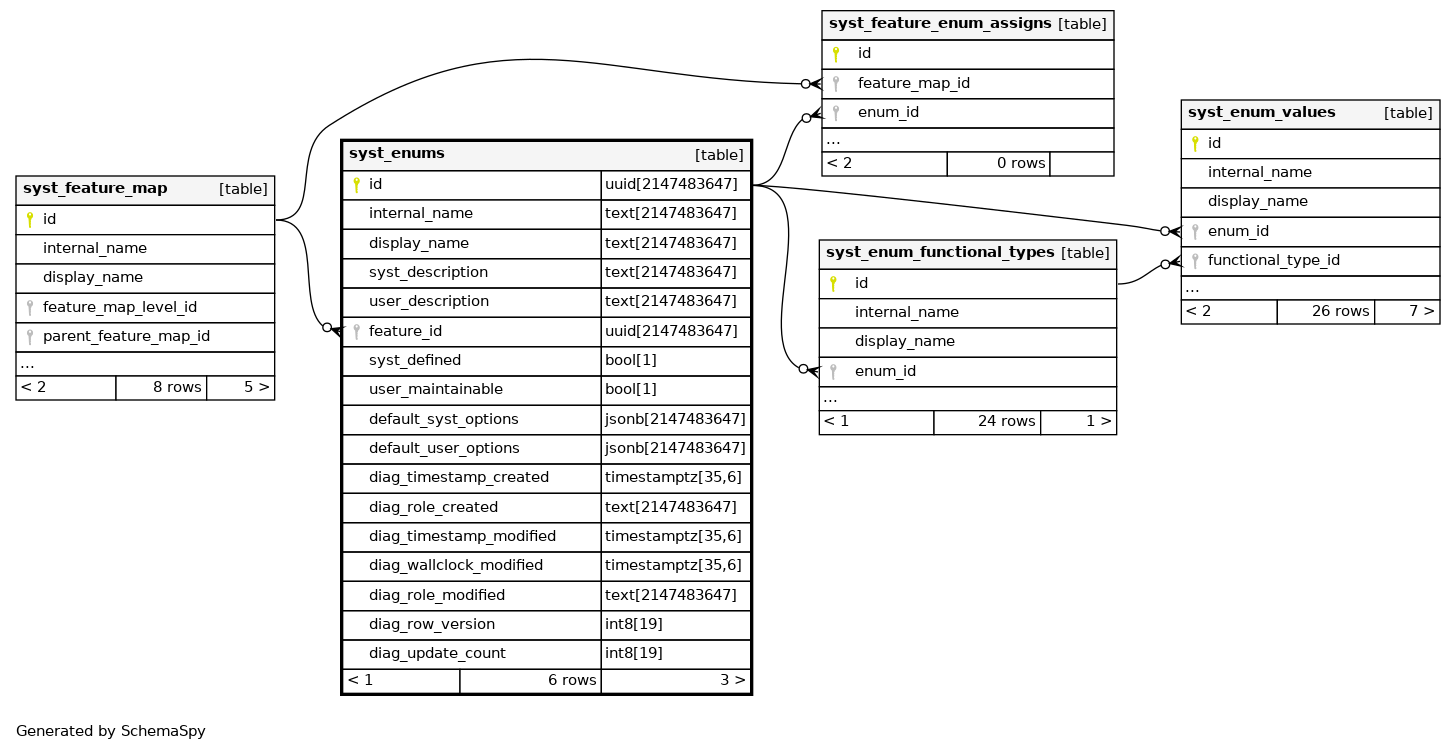 syst_feature_map [table]
id
internal_name
display_name
feature_map_level_id
parent_feature_map_id
...
< 2 8 rows 5 >
syst_enums [table]
id uuid[2147483647]
internal_name text[2147483647]
display_name text[2147483647]
syst_description text[2147483647]
user_description text[2147483647]
feature_id uuid[2147483647]
syst_defined bool[1]
user_maintainable bool[1]
default_syst_options jsonb[2147483647]
default_user_options jsonb[2147483647]
diag_timestamp_created timestamptz[35,6]
diag_role_created text[2147483647]
diag_timestamp_modified timestamptz[35,6]
diag_wallclock_modified timestamptz[35,6]
diag_role_modified text[2147483647]
diag_row_version int8[19]
diag_update_count int8[19]
< 1 6 rows 3 >
syst_feature_enum_assigns [table]
id
feature_map_id
enum_id
...
< 2 0 rows
syst_enum_functional_types [table]
id
internal_name
display_name
enum_id
...
< 1 24 rows 1 >
syst_enum_values [table]
id
internal_name
display_name
enum_id
functional_type_id
...
< 2 26 rows 7 >
Generated by SchemaSpy